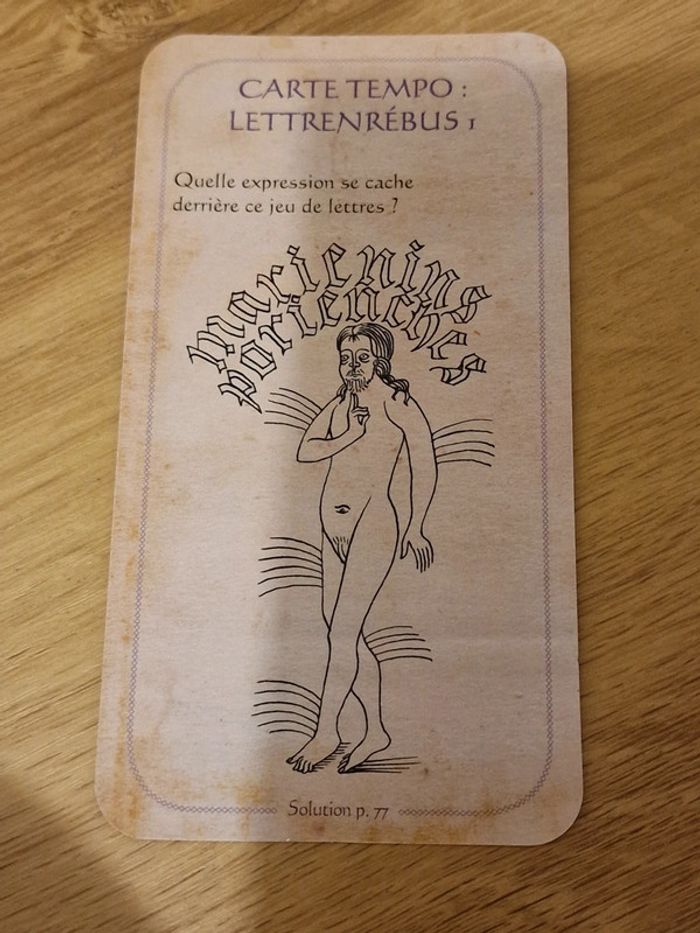 CARTE TEMPO :
LETTRENRÉBUS 1
Quelle expression se cache
derrière ce jeu de lettres ?
marienins
porienches
Solution p. 77